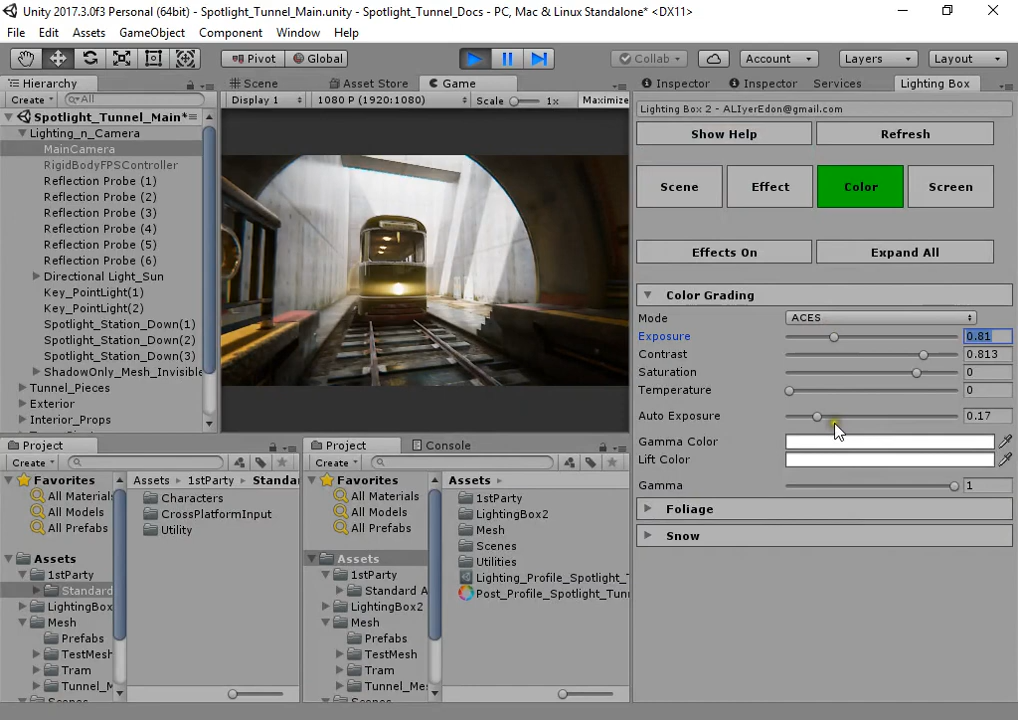 Unity 2017.3.0f3 Personal (64bit) - Spotlight_Tunnel_Main.unity - Spotlight_Tunnel_Docs - PC, Mac & Linux Standalone* <DX11>
File Edit Assets GameObject Component Window Help
Pivot Global Collab Account Layers Layout
Hierarchy Scene Asset Store Game Inspector Inspector Services Lighting Box
Create All Display 1 1080 P (1920:1080) Scale 1x Maximize
Lighting Box 2 - ALIyerEdon@gmail.com
Spotlight_Tunnel_Main*
Lighting_n_Camera
MainCamera
RigidBodyFPSController
Reflection Probe (1)
Reflection Probe (2)
Reflection Probe (3)
Reflection Probe (4)
Reflection Probe (5)
Reflection Probe (6)
Directional Light_Sun
Key_PointLight(1)
Key_PointLight(2)
Spotlight_Station_Down(1)
Spotlight_Station_Down(2)
Spotlight_Station_Down(3)
ShadowOnly_Mesh_Invisible
Tunnel_Pieces
Exterior
Interior_Props
Show Help Refresh
Scene Effect Color Screen
Effects On Expand All
Color Grading
Mode ACES
Exposure 0.81
Contrast 0.813
Saturation 0
Temperature 0
Auto Exposure 0.17
Gamma Color
Lift Color
Gamma 1
Foliage
Snow
Project
Create
Favorites
All Materials
All Models
All Prefabs
Assets
1stParty
Standard
LightingBox
Mesh
Prefabs
TestMesh
Tram
Tunnel_M
Assets 1stParty Standa
Characters
CrossPlatformInput
Utility
Project Console
Create
Favorites
All Materials
All Models
All Prefabs
Assets
1stParty
Standard A
LightingBox2
Mesh
Prefabs
TestMesh
Tram
Tunnel_Mes
Assets
1stParty
LightingBox2
Mesh
Scenes
Utilities
Lighting_Profile_Spotlight_T
Post_Profile_Spotlight_Tunn